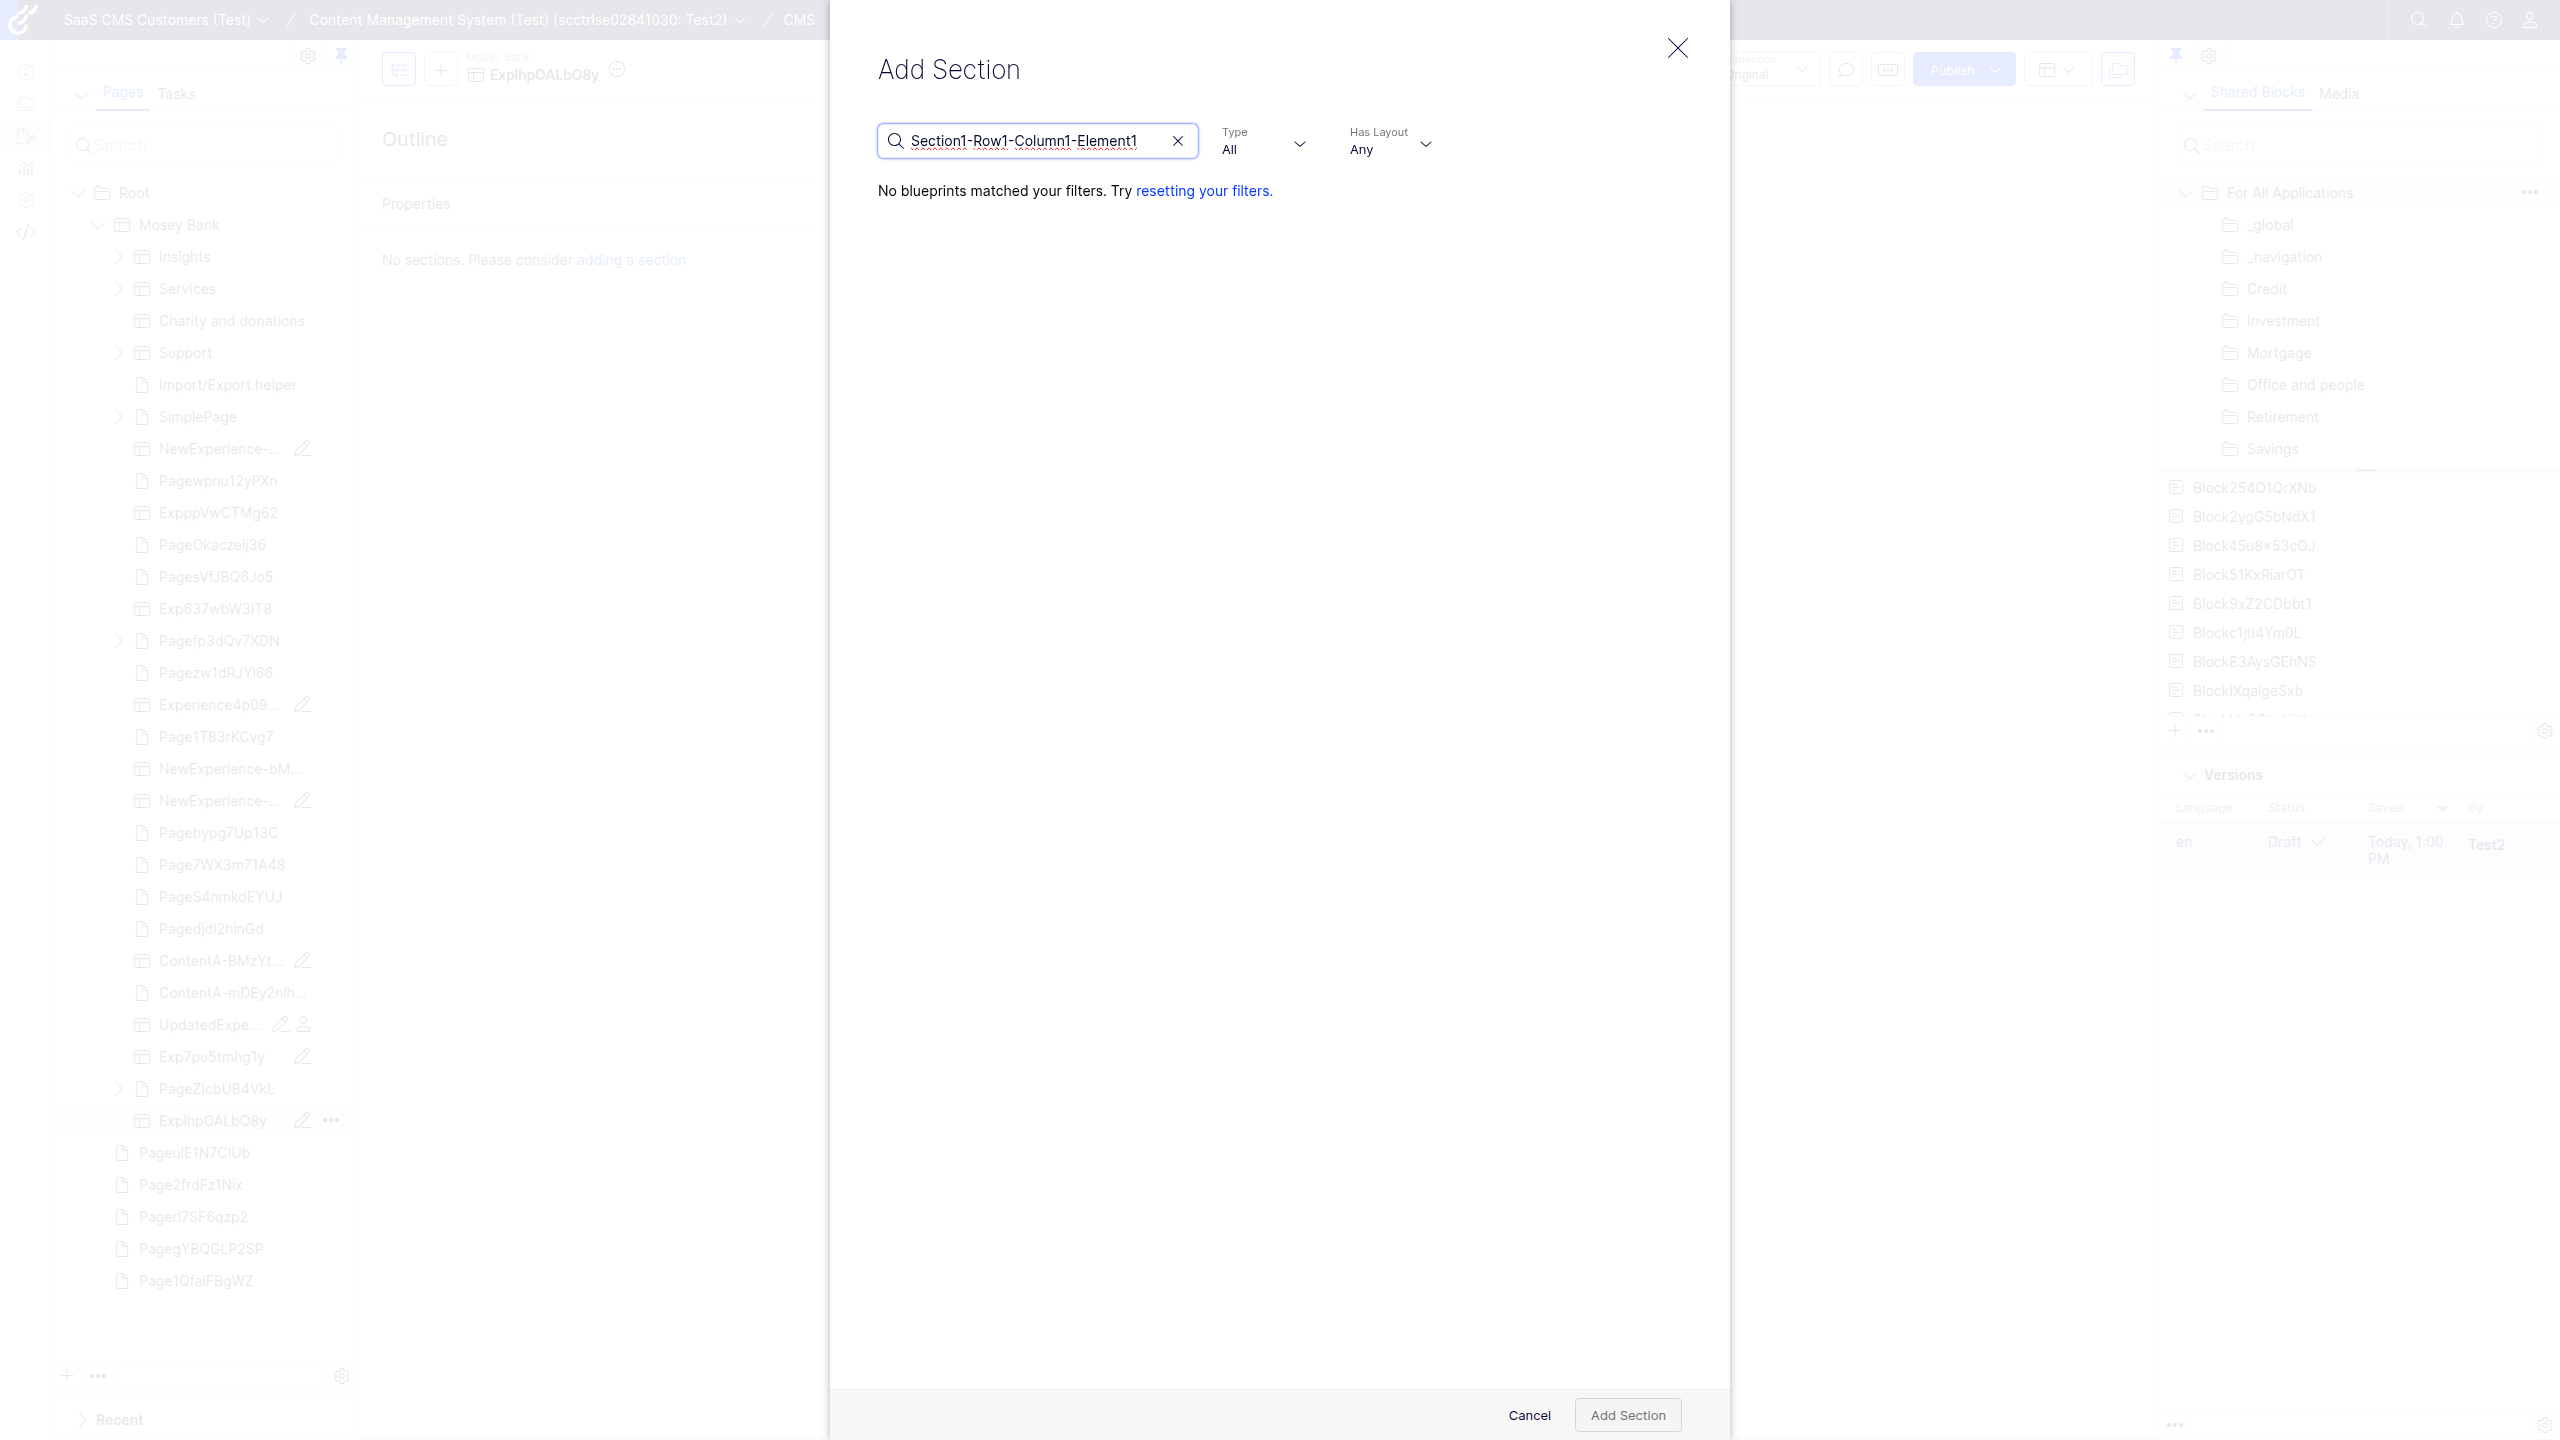 SaaS CMS Customers (Test) / Content Management System (Test) (scctrlse02841030: Test2) / CMS
Pages Tasks
Search
Root
Mosey Bank
Insights
Services
Charity and donations
Support
Import/Export helper
SimplePage
NewExperience-...
Pagewpnu12yPXn
ExpppVwCTMg62
PageOkaczelj36
PagesVfJBQ6Jo5
Exp637wbW3IT8
Pagefp3dQv7XDN
Pagezw1dRJYl66
Experience4p09...
Page1T83rKCvg7
NewExperience-bM...
NewExperience-...
Pagebypg7Up13C
Page7WX3m71A48
PageS4nmkdEYUJ
Pagedjdl2hinGd
ContentA-BMzYt...
ContentA-mDEy2nlh...
UpdatedExpe...
Exp7pu5tmhg1y
PageZIcbUB4VkL
ExplhpOALbO8y
PageulE1N7CIUb
Page2frdFz1Nix
Pagerl7SF6qzp2
PagegYBQGLP2SP
Page1QfaiFBgWZ
Recent
Mosey Bank
ExplhpOALbO8y
Outline
Properties
No sections. Please consider adding a section
Add Section
Section1-Row1-Column1-Element1
Type
All
Has Layout
Any
No blueprints matched your filters. Try resetting your filters.
Cancel
Add Section
Original
Publish
Shared Blocks Media
Search
For All Applications
_global
_navigation
Credit
Investment
Mortgage
Office and people
Retirement
Savings
Block254O1QrXNb
Block2ygG5bNdX1
Block45u8x53cOJ
Block51KxRiarOT
Block9xZ2CDbbt1
Blockc1jti4Ym0L
BlockE3AysGEhNS
BlocklXqalgeSxb
Versions
Language Status Saved By
en Draft Today, 1:00 PM Test2